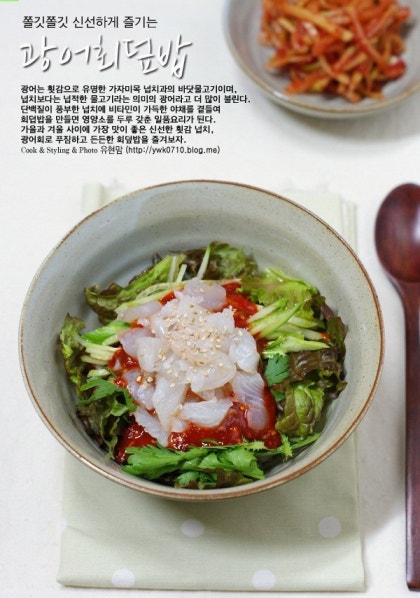 쫄깃쫄깃 신선하게 즐기는
광어회덮밥
광어는 횟감으로 유명한 가자미목 넙치과의 바닷물고기이며,
넙치보다는 넙적한 물고기라는 의미의 광어라고 더 많이 불린다.
단백질이 풍부한 넙치에 비타민이 가득한 야채를 곁들여
회덥밥을 만들면 영양소를 두루 갖춘 일품요리가 된다.
가을과 겨울 사이에 가장 맛이 좋은 신선한 횟감 넙치,
광어회로 푸짐하고 든든한 회덮밥을 즐겨보자.
Cook & Styling & Photo 유현맘 (http://ywk0710.blog.me)